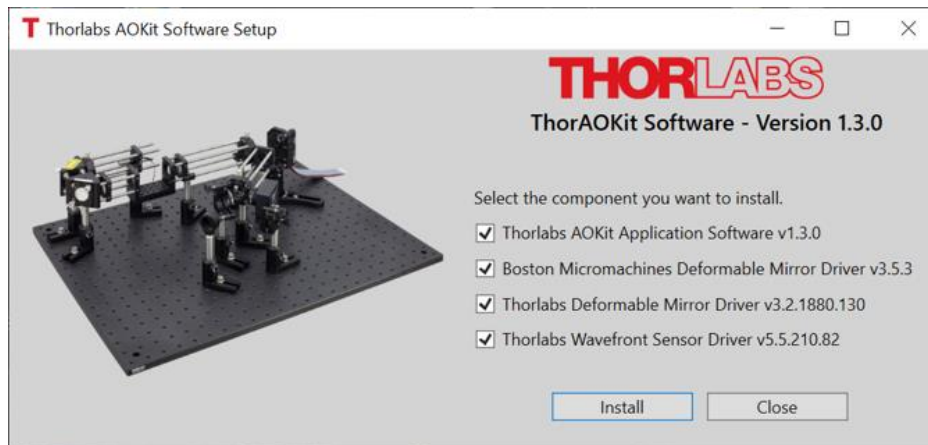 Thorlabs AOKit Software Setup
THORLABS
ThorAOKit Software - Version 1.3.0
Select the component you want to install.
Thorlabs AOKit Application Software v1.3.0
Boston Micromachines Deformable Mirror Driver v3.5.3
Thorlabs Deformable Mirror Driver v3.2.1880.130
Thorlabs Wavefront Sensor Driver v5.5.210.82
Install Close